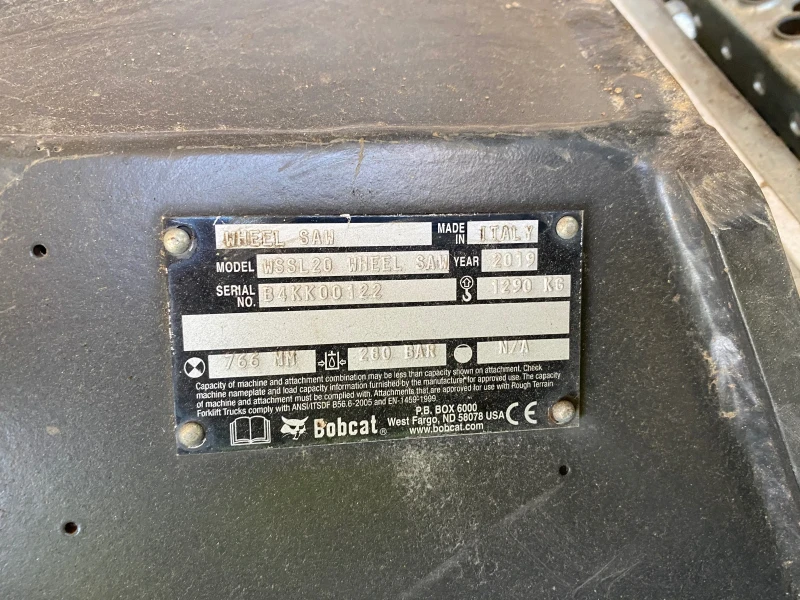 WHEEL SAW MADE IN ITALY
MODEL WSSL20 WHEEL SAW YEAR 2019
SERIAL NO. B4KK00122 1290 KG
766 MM 280 BAR N/A
Capacity of machine and attachment combination may be less than capacity shown on attachment. Check
machine nameplate and load capacity information furnished by the manufacturer for approved use. The capacity
of machine and attachment must be complied with. Attachments that are approved for use with Rough Terrain
Forklift Trucks comply with ANSI/ITSDF B56.6-2005 and EN-1459-1999.
Bobcat®
P.B. BOX 6000
West Fargo, ND 58078 USA
www.bobcat.com
CE